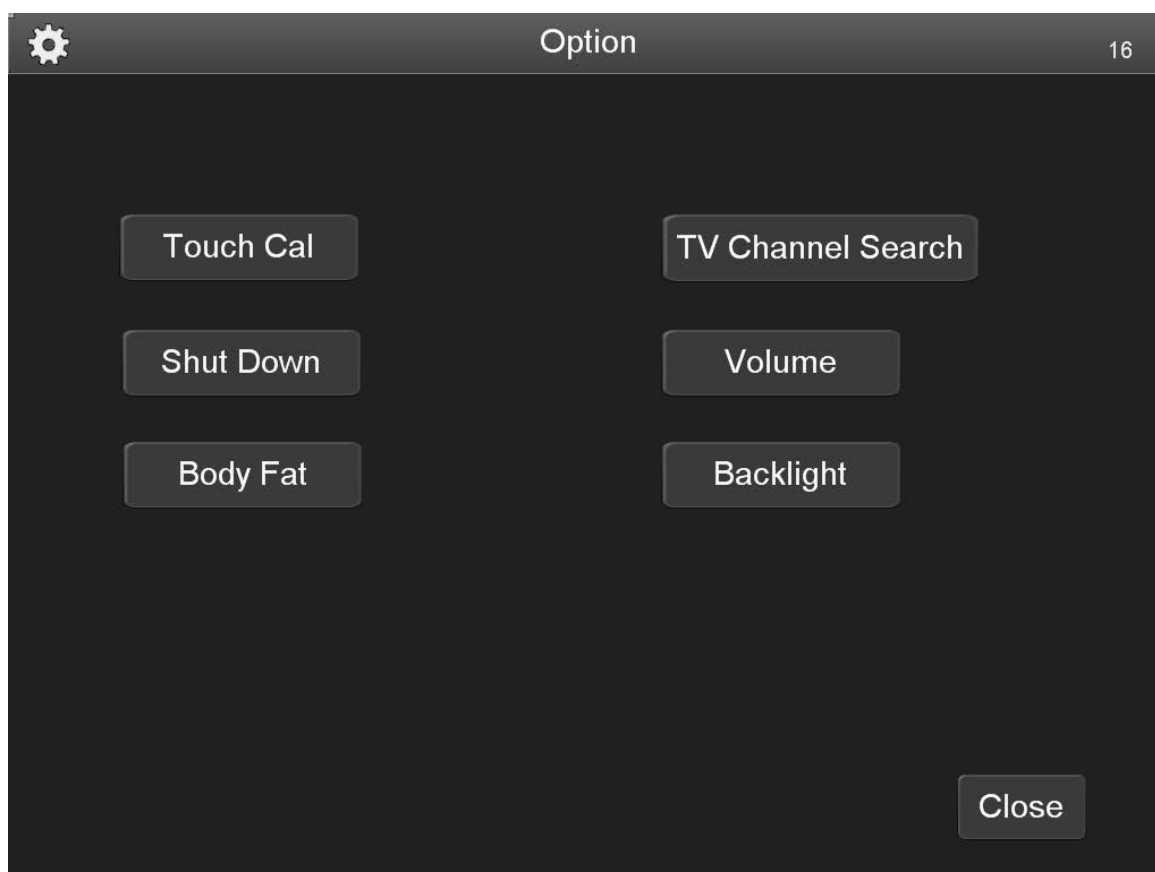 Option
16
Touch Cal
TV Channel Search
Shut Down
Volume
Body Fat
Backlight
Close